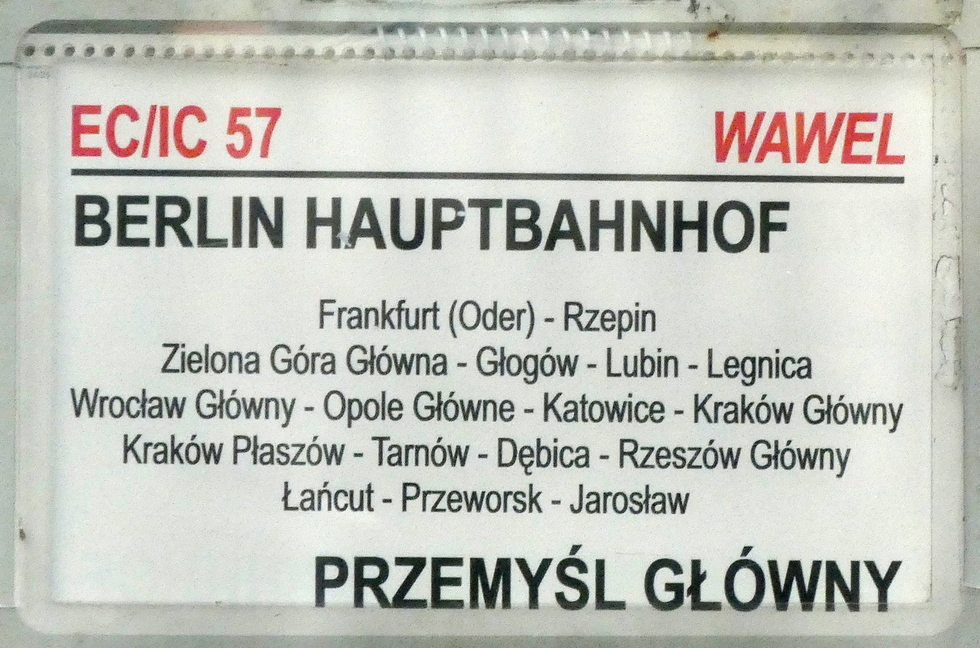 EC/IC 57 WAWEL
BERLIN HAUPTBAHNHOF
Frankfurt (Oder) - Rzepin
Zielona Góra Główna - Głogów - Lubin - Legnica
Wrocław Główny - Opole Główne - Katowice - Kraków Główny
Kraków Płaszów - Tarnów - Dębica - Rzeszów Główny
Łańcut - Przeworsk - Jarosław
PRZEMYŚL GŁÓWNY